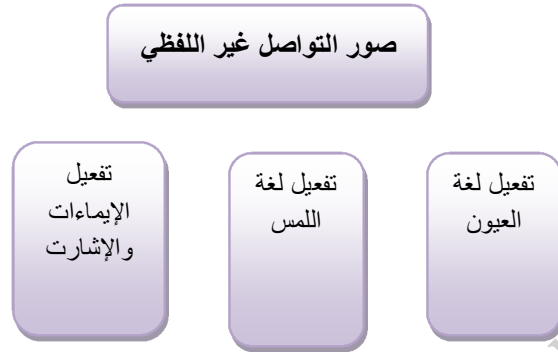 صور التواصل غير اللفظي
تفعيل لغة
العيون
تفعيل لغة
اللمس
تفعيل
الإيماءات
والإشارت